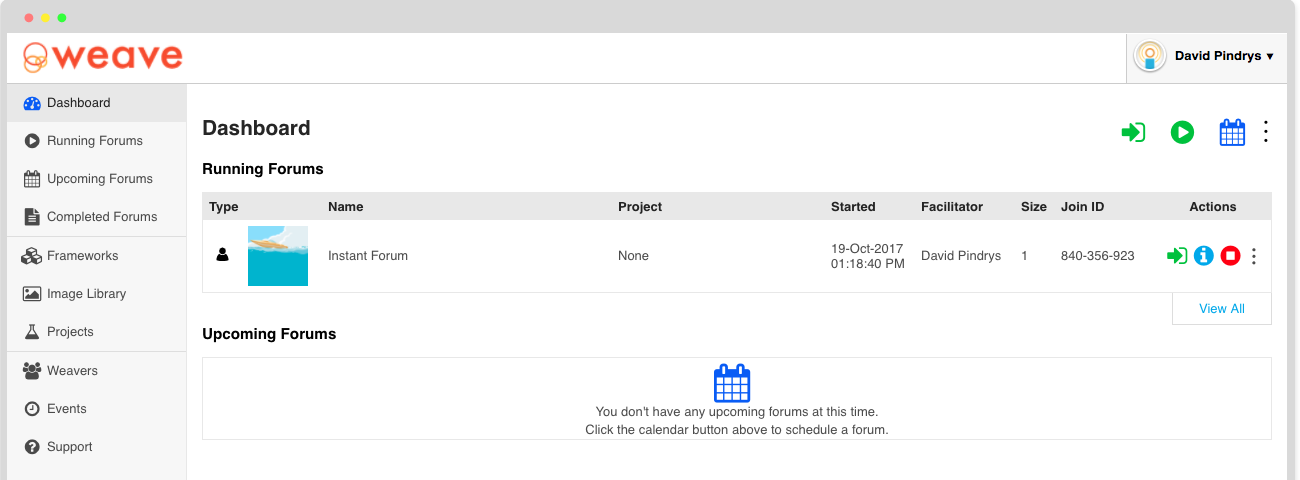 weave
David Pindrys ▼
Dashboard
Running Forums
Upcoming Forums
Completed Forums
Frameworks
Image Library
Projects
Weavers
Events
Support
Dashboard
Running Forums
Type Name Project Started Facilitator Size Join ID Actions
Instant Forum None 19-Oct-2017 David Pindrys 1 840-356-923
01:18:40 PM
View All
Upcoming Forums
You don't have any upcoming forums at this time.
Click the calendar button above to schedule a forum.